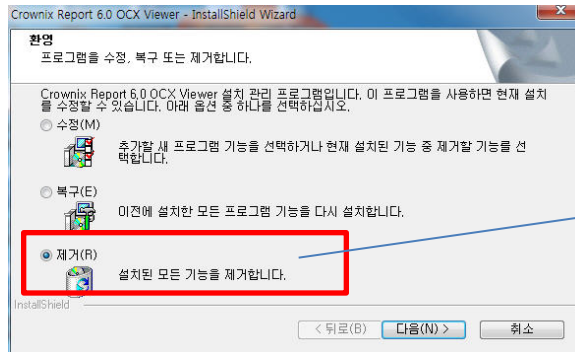 Crownix Report 6.0 OCX Viewer - InstallShield Wizard
환영
프로그램을 수정, 복구 또는 제거합니다.
Crownix Report 6.0 OCX Viewer 설치 관리 프로그램입니다. 이 프로그램을 사용하면 현재 설치
를 수정할 수 있습니다. 아래 옵션 중 하나를 선택하십시오.
수정(M)
추가할 새 프로그램 기능을 선택하거나 현재 설치된 기능 중 제거할 기능를 선
택합니다.
복구(E)
이전에 설치한 모든 프로그램 기능을 다시 설치합니다.
제거(R)
설치된 모든 기능을 제거합니다.
InstallShield
< 뒤로(B) 다음(N) > 취소